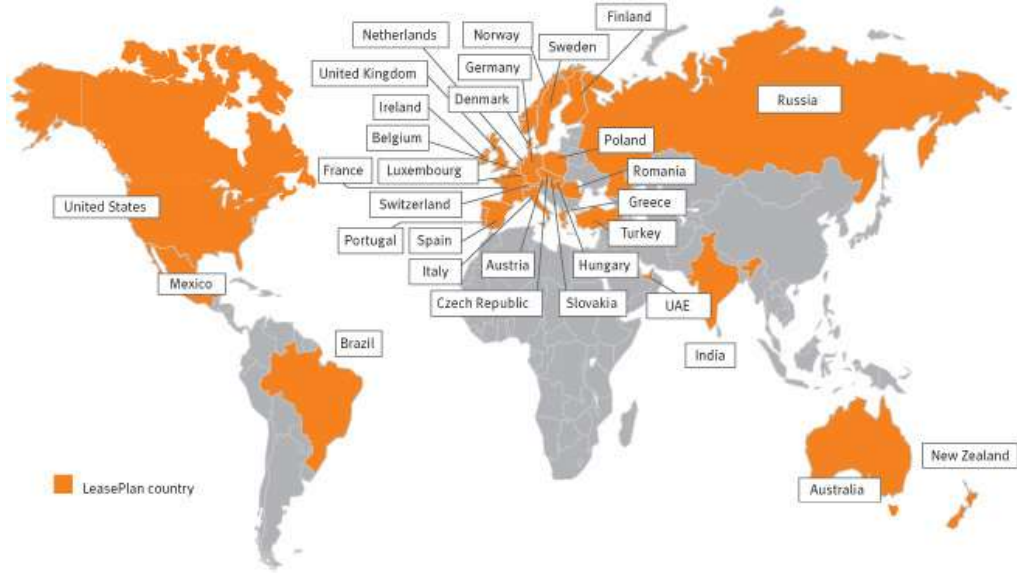 Finland
Netherlands
Norway
Sweden
United Kingdom
Germany
Denmark
Ireland
Russia
Belgium
Poland
France
Luxembourg
Romania
United States
Switzerland
Greece
Portugal
Spain
Turkey
Italy
Austria
Hungary
Mexico
Czech Republic
Slovakia
UAE
Brazil
India
New Zealand
LeasePlan country
Australia